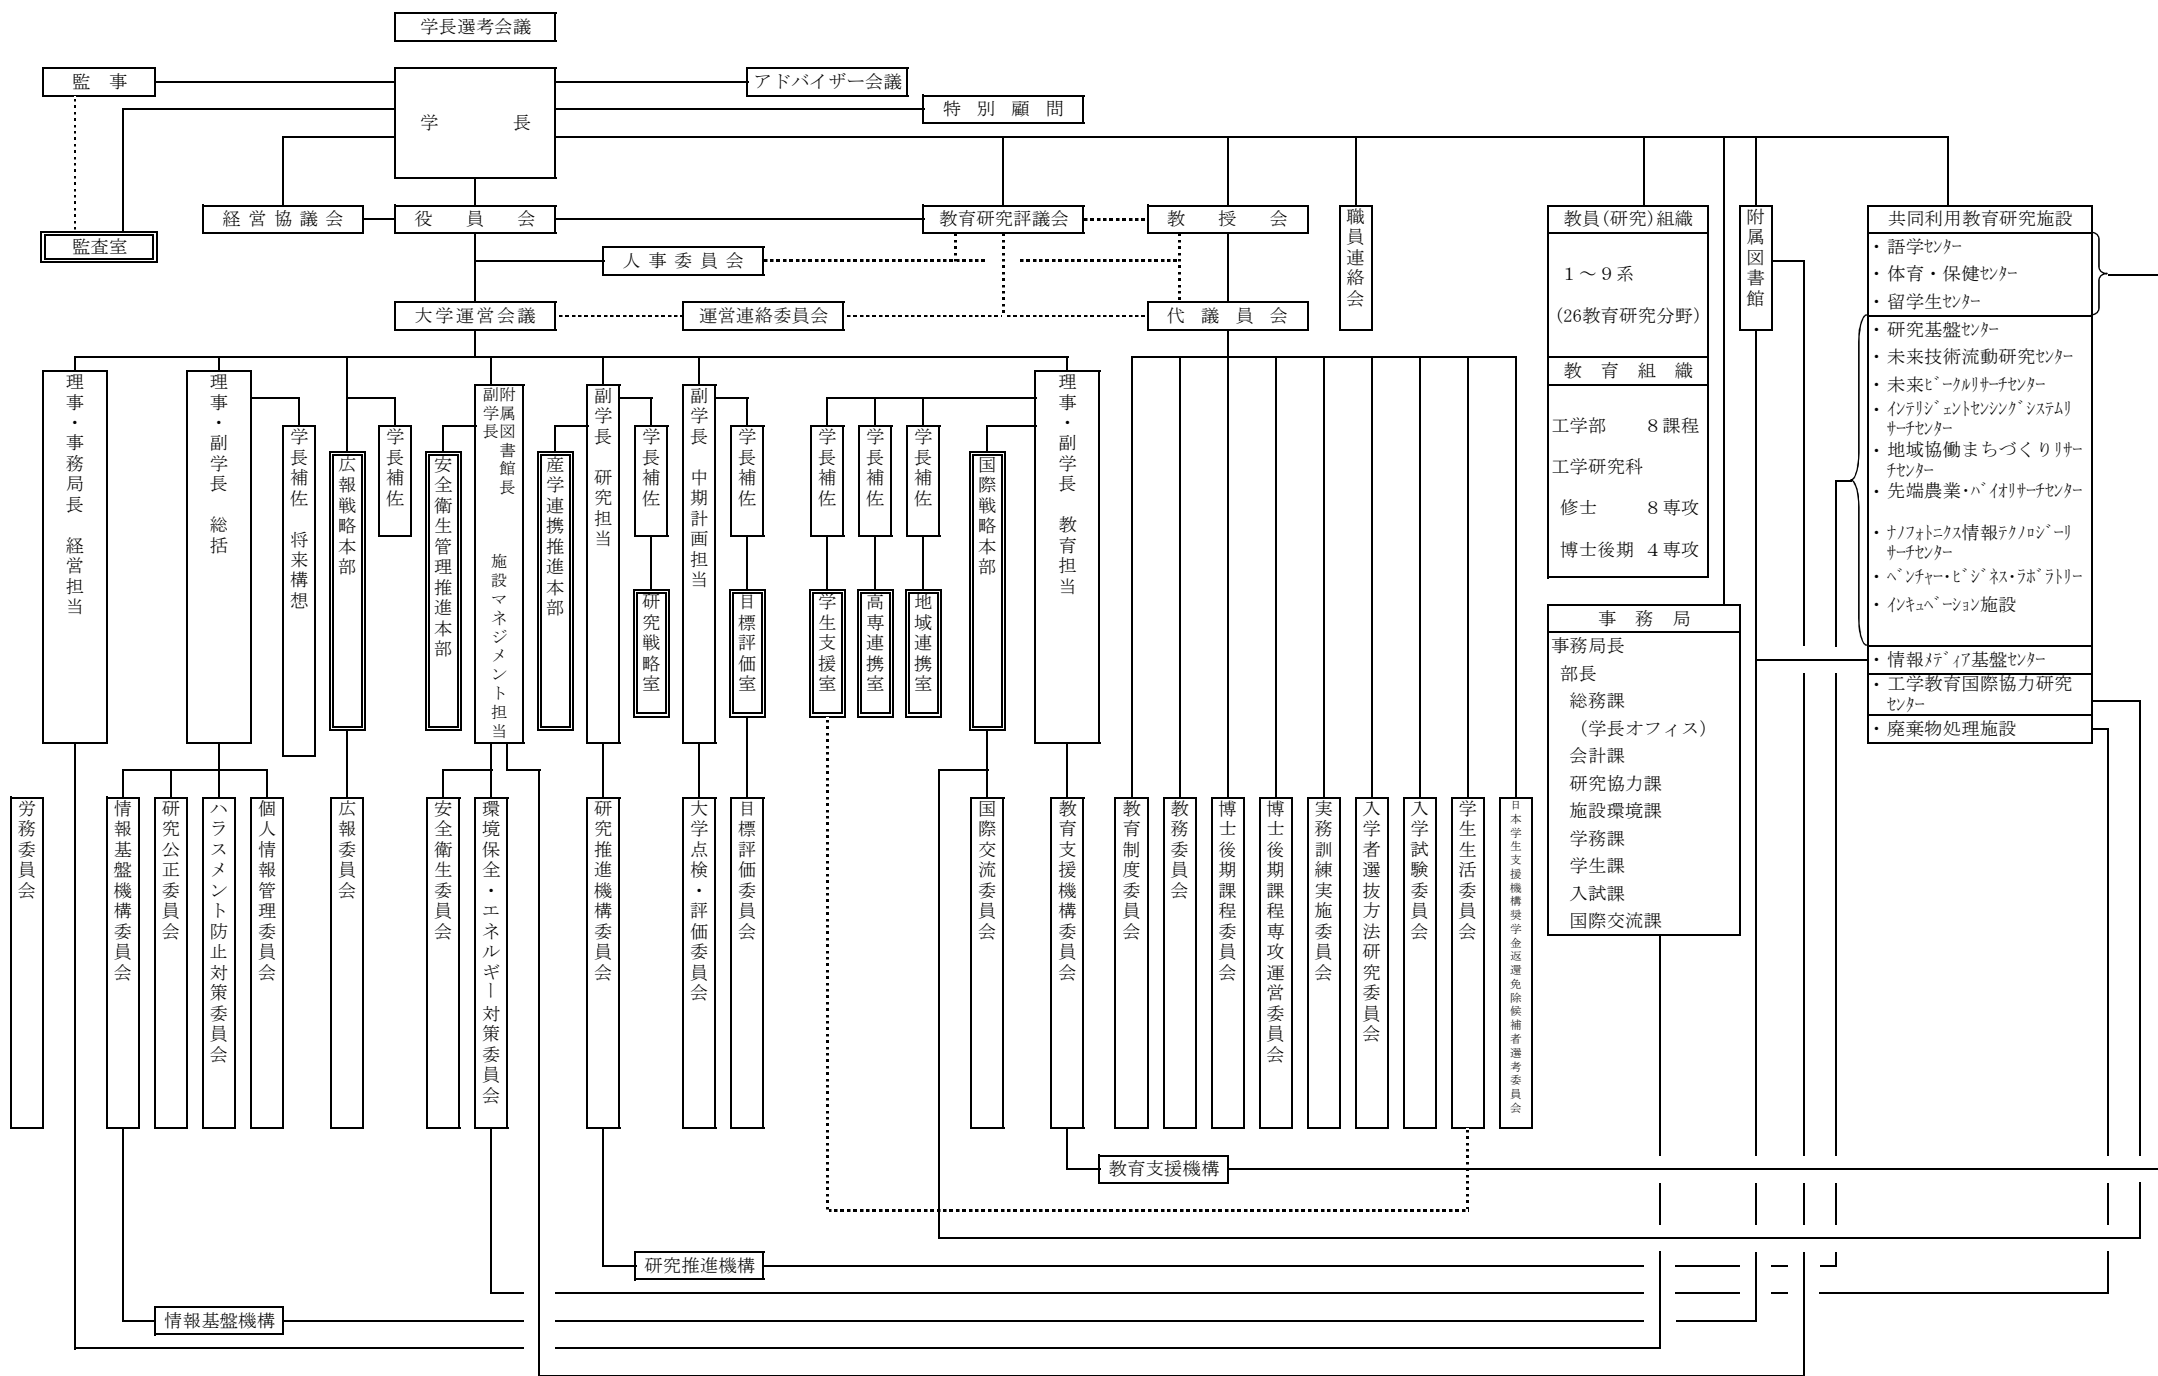 学長選考会議
監　事
学　長
アドバイザー会議
特別顧問
経営協議会
役員会
教育研究評議会
教授会
監査室
人事委員会
大学運営会議
運営連絡委員会
代議員会
職員連絡会
教員(研究)組織
１～９系
(26教育研究分野)
教育組織
工学部　８課程
工学研究科
修士　８専攻
博士後期　４専攻
附属図書館
共同利用教育研究施設
・語学ｾﾝﾀｰ
・体育・保健ｾﾝﾀｰ
・留学生ｾﾝﾀｰ
・研究基盤ｾﾝﾀｰ
・未来技術流動研究ｾﾝﾀｰ
・未来ﾋﾞｰｸﾙﾘｻｰﾁｾﾝﾀｰ
・ｲﾝﾃﾘｼﾞｪﾝﾄｾﾝｼﾝｸﾞｼｽﾃﾑﾘ
ｻｰﾁｾﾝﾀｰ
・地域協働まちづくりﾘｻｰ
ﾁｾﾝﾀｰ
・先端農業・ﾊﾞｲｵﾘｻｰﾁｾﾝﾀｰ
・ﾅﾉﾌｫﾄﾆｸｽ情報ﾃｸﾉﾛｼﾞｰﾘ
ｻｰﾁｾﾝﾀｰ
・ﾍﾞﾝﾁｬｰ・ﾋﾞｼﾞﾈｽ・ﾗﾎﾞﾗﾄﾘｰ
・ｲﾝｷｭﾍﾞｰｼｮﾝ施設
・情報ﾒﾃﾞｨｱ基盤ｾﾝﾀｰ
・工学教育国際協力研究
ｾﾝﾀｰ
・廃棄物処理施設
事務局
事務局長
部長
総務課
（学長オフィス）
会計課
研究協力課
施設環境課
学務課
学生課
入試課
国際交流課
理事・事務局長　経営担当
理事・副学長　総括
学長補佐　将来構想
広報戦略本部
学長補佐
安全衛生管理推進本部
副学長
附属図書館長
施設マネジメント担当
産学連携推進本部
副学長　研究担当
学長補佐
研究戦略室
副学長　中期計画担当
学長補佐
目標評価室
学長補佐
学生支援室
学長補佐
高専連携室
学長補佐
地域連携室
国際戦略本部
理事・副学長　教育担当
労務委員会
情報基盤機構委員会
研究公正委員会
ハラスメント防止対策委員会
個人情報管理委員会
広報委員会
安全衛生委員会
環境保全・エネルギー対策委員会
研究推進機構委員会
大学点検・評価委員会
目標評価委員会
国際交流委員会
教育支援機構委員会
教育制度委員会
教務委員会
博士後期課程委員会
博士後期課程専攻運営委員会
実務訓練実施委員会
入学者選抜方法研究委員会
入学試験委員会
学生生活委員会
日本学生支援機構奨学金返還免除候補者選考委員会
教育支援機構
研究推進機構
情報基盤機構